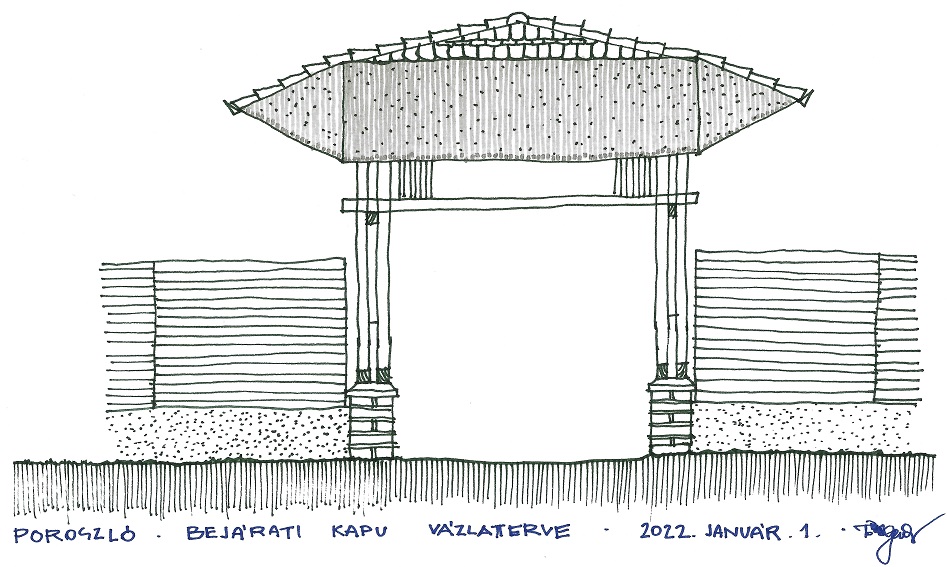 POROSZLÓ · BEJÁRATI KAPU VÁZLATTERVE · 2022. JANUÁR. 1. ·